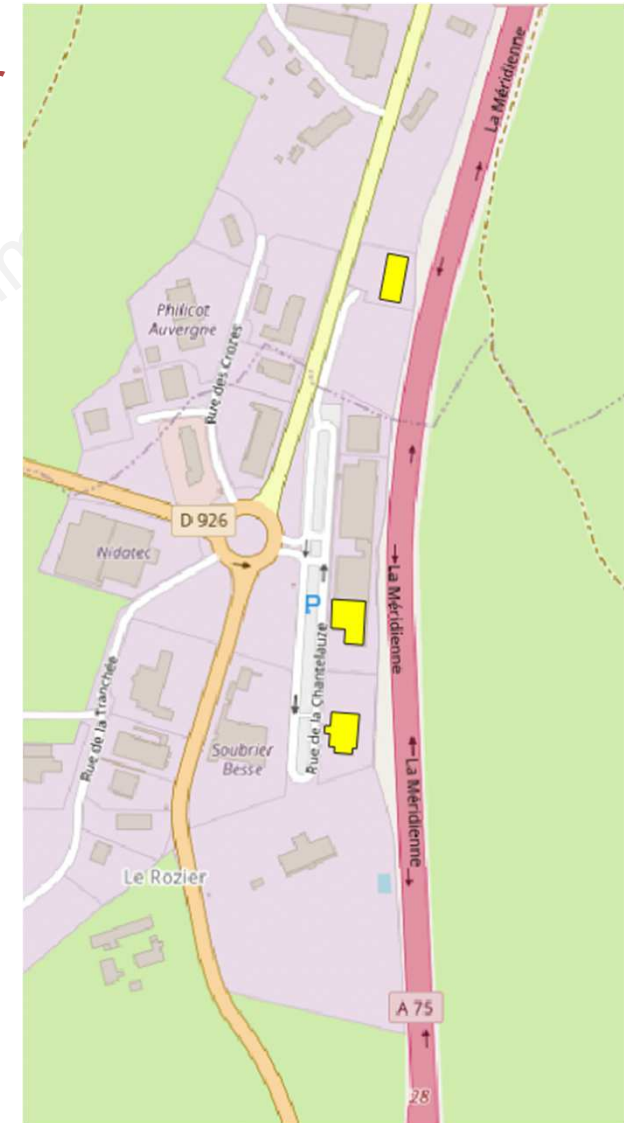 La Méridienne
Philicot
Auvergne
Rue des Crozes
D 926
Nidatec
P
La Méridienne
Rue de la Chantelauze
Rue de la Tranchée
Soubrier
Besse
La Méridienne
Le Rozier
A 75
28